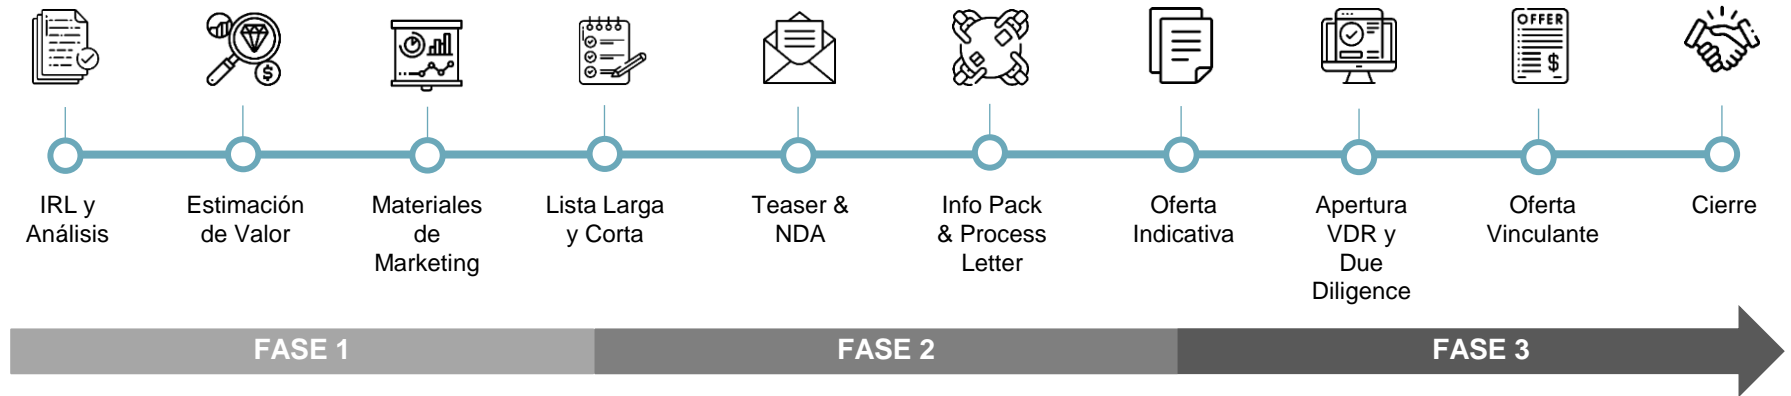 OFFER
$
$
IRL y
Análisis
Estimación
de Valor
Materiales
de
Marketing
Lista Larga
y Corta
Teaser &
NDA
Info Pack
& Process
Letter
Oferta
Indicativa
Apertura
VDR y
Due
Diligence
Oferta
Vinculante
Cierre
FASE 1
FASE 2
FASE 3